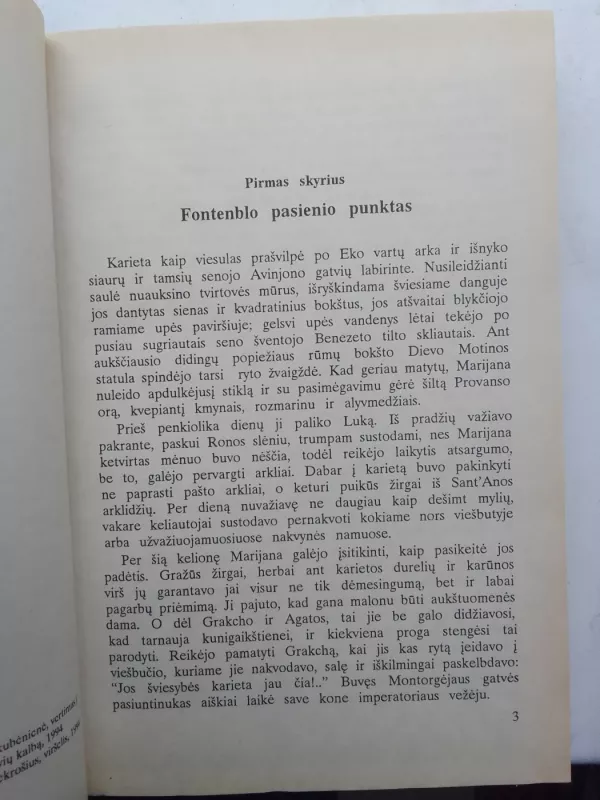 Pirmas skyrius
Fontenblo pasienio punktas
Karieta kaip viesulas prašvilpė po Eko vartų arka ir išnyko
siaurų ir tamsių senojo Avinjono gatvių labirinte. Nusileidžianti
saulė nuauksino tvirtovės mūrus, išryškindama šviesiame danguje
jos dantytas sienas ir kvadratinius bokštus, jos atšvaitai blykčiojo
ramiame upės paviršiuje; gelsvi upės vandenys lėtai tekėjo po
pusiau sugriautais seno šventojo Benezeto tilto skliautais. Ant
aukščiausio didingų popiežiaus rūmų bokšto Dievo Motinos
statula spindėjo tarsi ryto žvaigždė. Kad geriau matytų, Marijana
nuleido apdulkėjusį stiklą ir su pasimėgavimu gėrė šiltą Provanso
orą, kvepiantį kmynais, rozmarinu ir alyvmedžiais.
Prieš penkiolika dienų ji paliko Luką. Iš pradžių važiavo
pakrante, paskui Ronos slėniu, trumpam sustodami, nes Marijana
ketvirtas mėnuo buvo nėščia, todėl reikėjo laikytis atsargumo,
be to, galėjo pervargti arkliai. Dabar į karietą buvo pakinkyti
ne paprasti pašto arkliai, o keturi puikūs žirgai iš Sant'Anos
arklidžių. Per dieną nuvažiavę ne daugiau kaip dešimt mylių,
vakare keliautojai sustodavo pernakvoti kokiame nors viešbutyje
arba užvažiuojamuosiuose nakvynės namuose.
Per šią kelionę Marijana galėjo įsitikinti, kaip pasikeitė jos
padėtis. Gražūs žirgai, herbai ant karietos durelių ir karūnos
virš jų garantavo jai visur ne tik dėmesingumą, bet ir labai
pagarbų priėmimą. Ji pajuto, kad gana malonu būti aukštuomenės
dama. O dėl Grakcho ir Agatos, tai jie be galo didžiavosi,
kad tarnauja kunigaikštienei, ir kiekviena proga stengėsi tai
parodyti. Reikėjo pamatyti Grakchą, kai jis kas rytą įeidavo į
viešbučio, kuriame jie nakvodavo, salę ir iškilmingai paskelbdavo:
"Jos šviesybės karieta jau čia!.." Buvęs Montorgėjaus gatvės
pasiuntinukas aiškiai laikė save kone imperatoriaus vežėju.
3
kubėnienė, vertimas
kalbą, 1994
viršelis,